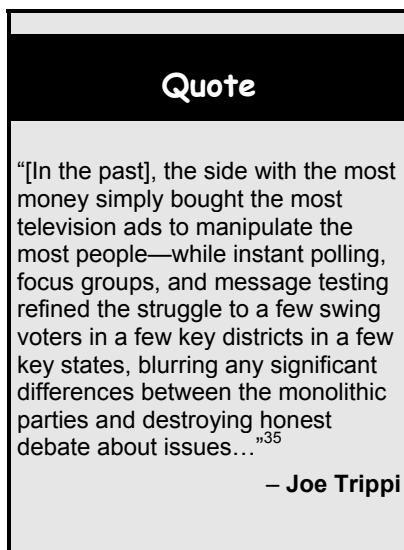 Quote
“[In the past], the side with the most
money simply bought the most
television ads to manipulate the
most people—while instant polling,
focus groups, and message testing
refined the struggle to a few swing
voters in a few key districts in a few
key states, blurring any significant
differences between the monolithic
parties and destroying honest
debate about issues…”35
– Joe Trippi